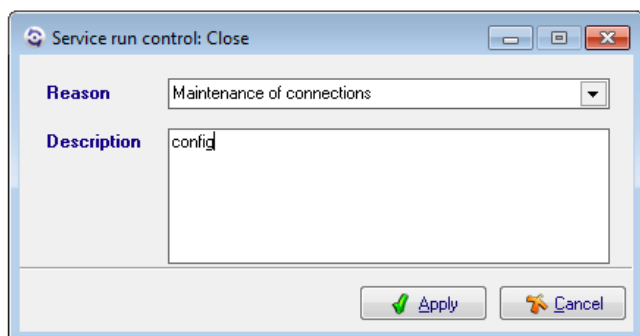 Service run control: Close
Reason
Maintenance of connections
Description
config
Apply
Cancel